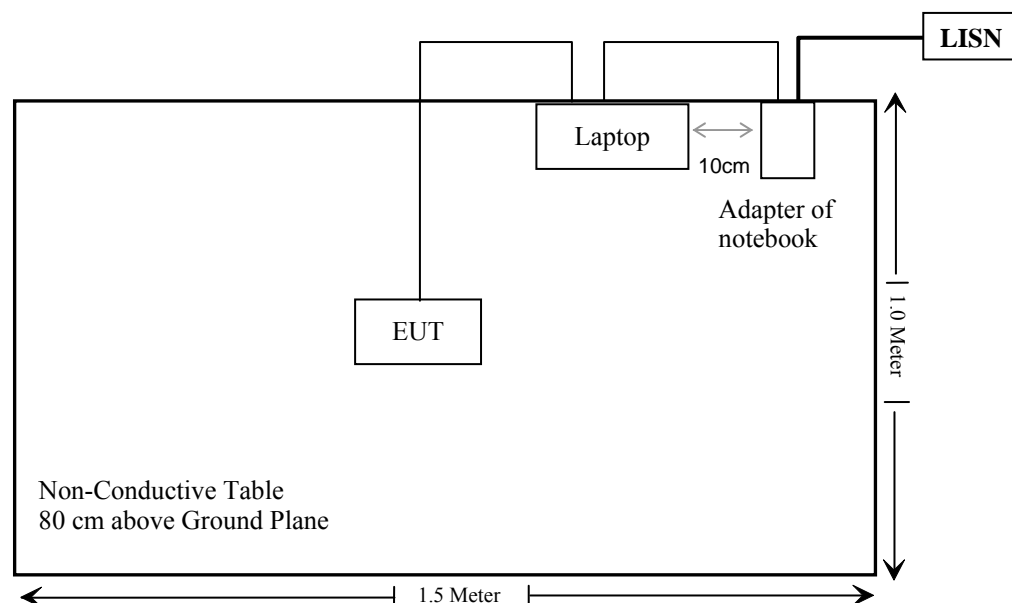 LISN
Laptop
10cm
Adapter of
notebook
EUT
1.0 Meter
Non-Conductive Table
80 cm above Ground Plane
1.5 Meter